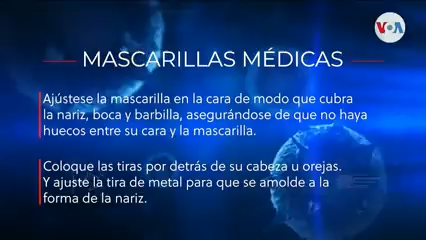 VOA
MASCARILLAS MÉDICAS
Ajústese la mascarilla en la cara de modo que cubra
la nariz, boca y barbilla, asegurándose de que no haya
huecos entre su cara y la mascarilla.
Coloque las tiras por detrás de su cabeza u orejas.
Y ajuste la tira de metal para que se amolde a la
forma de la nariz.